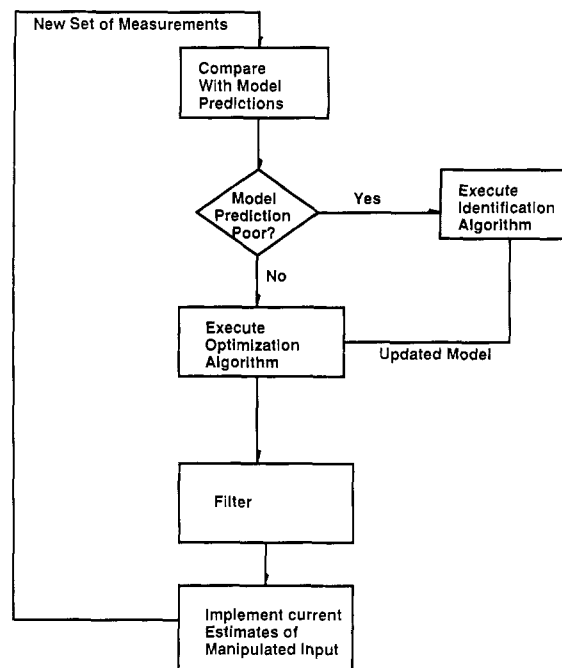 New Set of Measurements
Compare
With Model
Predictions
Model
Prediction
Poor?
Yes
Execute
Identification
Algorithm
No
Execute
Optimization
Algorithm
Updated Model
Filter
Implement current
Estimates of
Manipulated Input